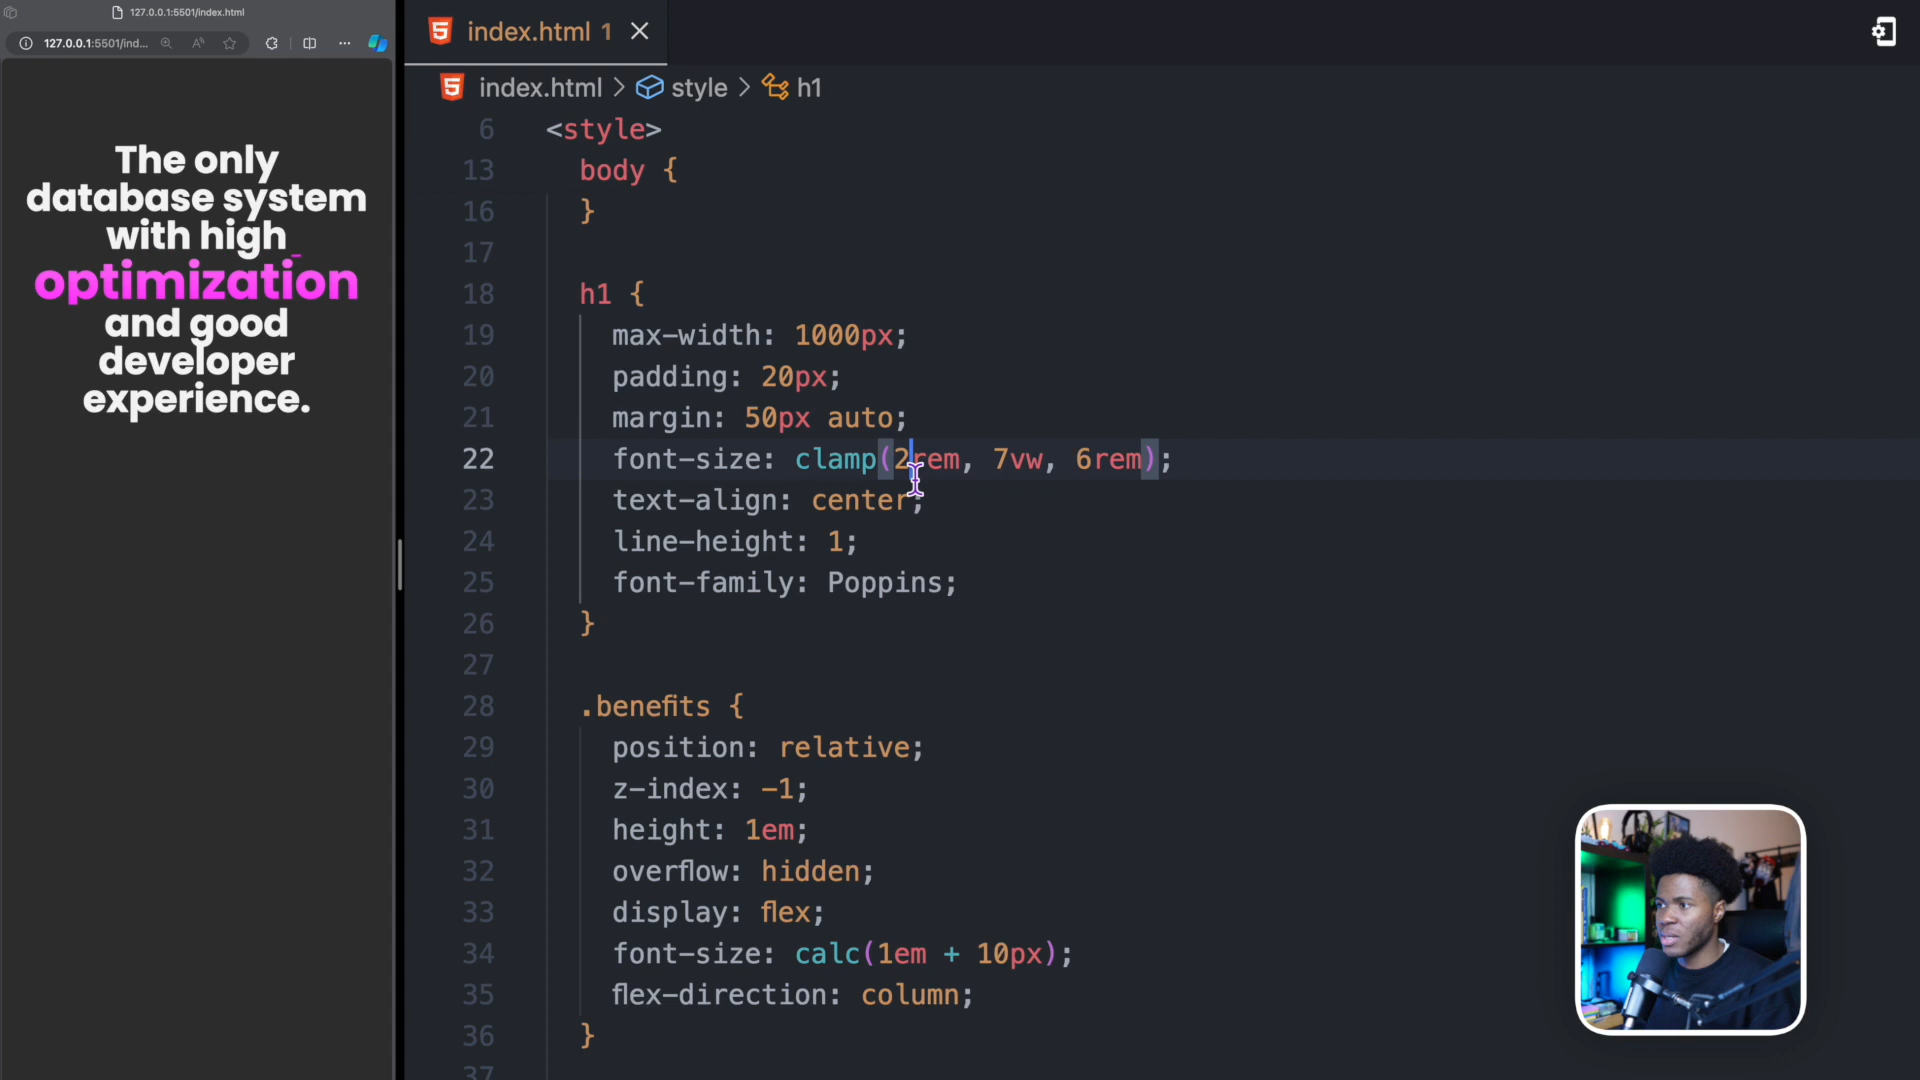 127.0.0.1:5501/index.html
127.0.0.1:5501/ind...
The only
database system
with high
optimization
and good
developer
experience.
index.html 1
index.html > style > h1
6 <style>
13 body {
16 }
17
18 h1 {
19 max-width: 1000px;
20 padding: 20px;
21 margin: 50px auto;
22 font-size: clamp(2rem, 7vw, 6rem);
23 text-align: center;
24 line-height: 1;
25 font-family: Poppins;
26 }
27
28 .benefits {
29 position: relative;
30 z-index: -1;
31 height: 1em;
32 overflow: hidden;
33 display: flex;
34 font-size: calc(1em + 10px);
35 flex-direction: column;
36 }
37